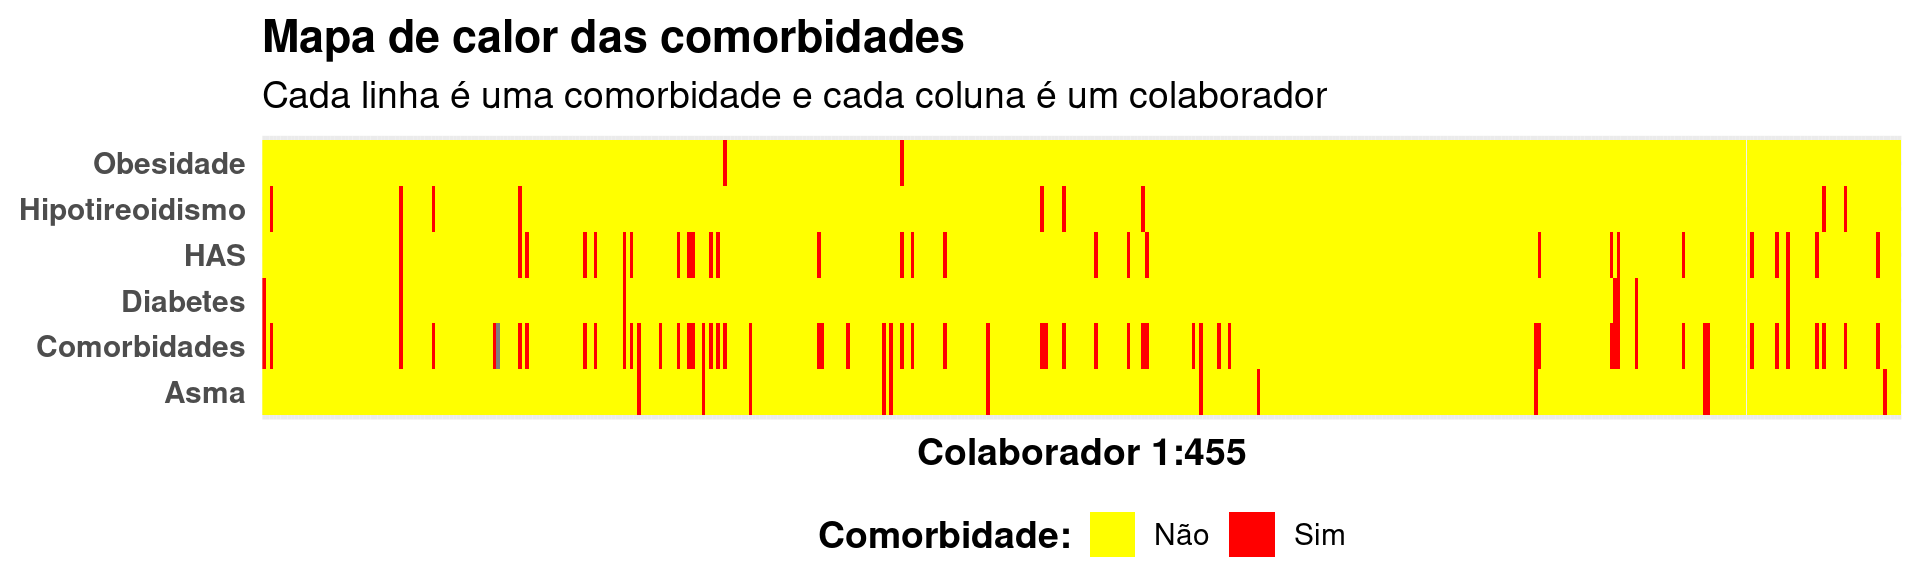 Mapa de calor das comorbidades
Cada linha é uma comorbidade e cada coluna é um colaborador
Obesidade
Hipotireoidismo
HAS
Diabetes
Comorbidades
Asma
Colaborador 1:455
Comorbidade: Não Sim